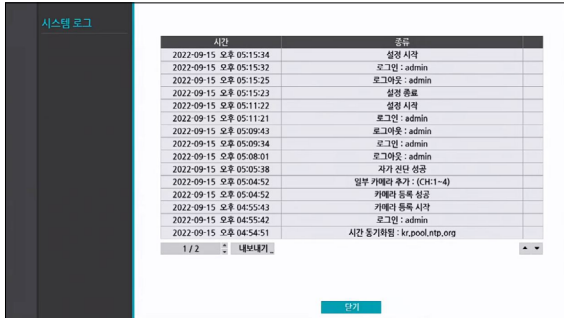 시스템 로그
시간 종류
2022-09-15 오후 05:15:34 설정 시작
2022-09-15 오후 05:15:32 로그인 : admin
2022-09-15 오후 05:15:25 로그아웃 : admin
2022-09-15 오후 05:15:23 설정 종료
2022-09-15 오후 05:11:22 설정 시작
2022-09-15 오후 05:11:21 로그인 : admin
2022-09-15 오후 05:09:43 로그아웃 : admin
2022-09-15 오후 05:09:34 로그인 : admin
2022-09-15 오후 05:08:01 로그아웃 : admin
2022-09-15 오후 05:05:38 자가 진단 성공
2022-09-15 오후 05:04:52 일부 카메라 추가 : (CH:1~4)
2022-09-15 오후 05:04:52 카메라 등록 성공
2022-09-15 오후 04:55:43 카메라 등록 시작
2022-09-15 오후 04:55:42 로그인 : admin
2022-09-15 오후 04:54:51 시간 동기화됨 : kr.pool.ntp.org
1 / 2 내보내기
닫기